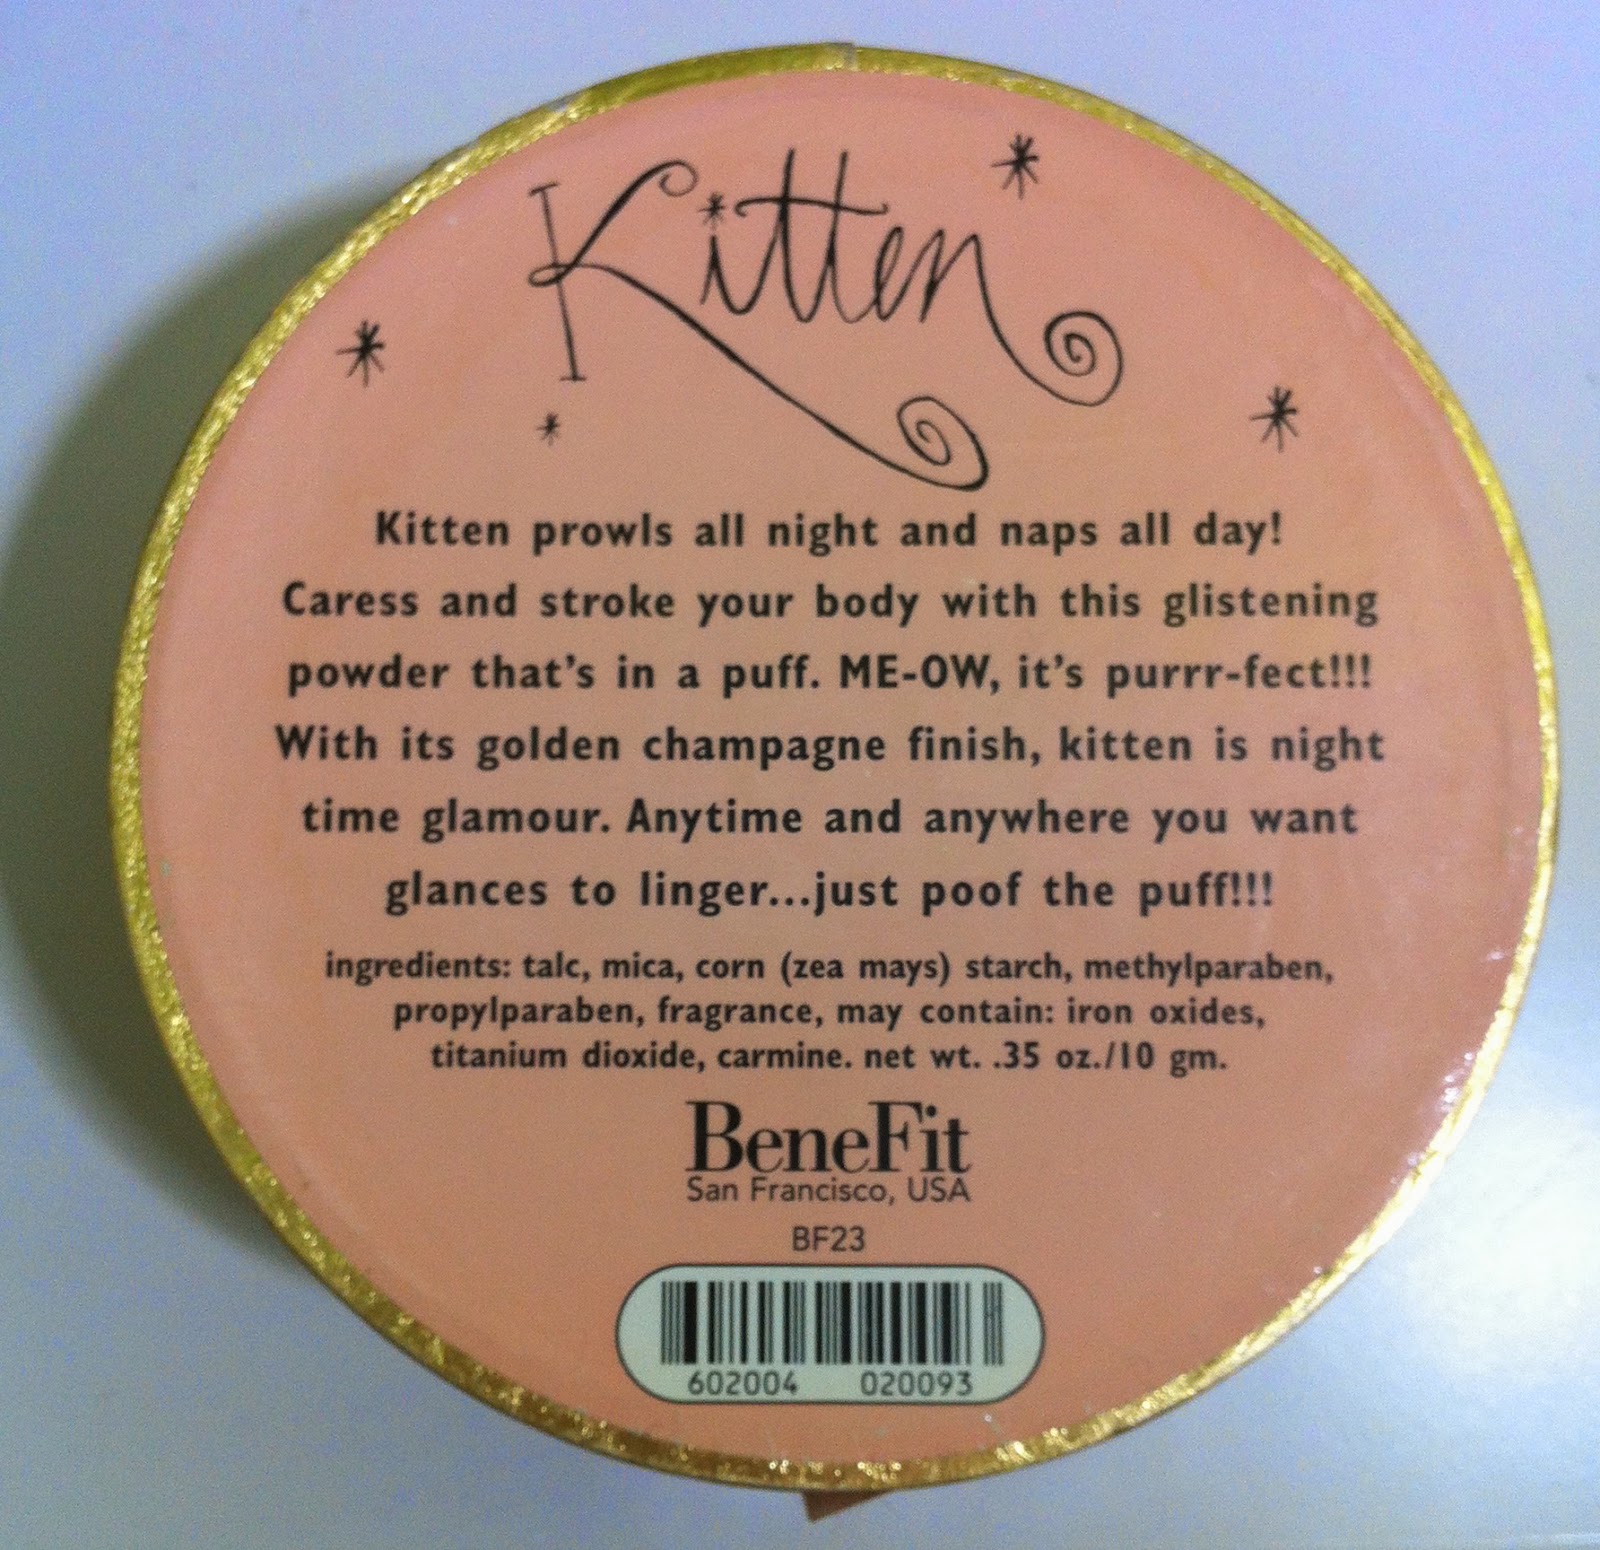 Kitten
Kitten prowls all night and naps all day!
Caress and stroke your body with this glistening
powder that's in a puff. ME-OW, it's purrr-fect!!!
With its golden champagne finish, kitten is night
time glamour. Anytime and anywhere you want
glances to linger...just poof the puff!!!
ingredients: talc, mica, corn (zea mays) starch, methylparaben,
propylparaben, fragrance, may contain: iron oxides,
titanium dioxide, carmine. net wt. .35 oz./10 gm.
BeneFit
San Francisco, USA
BF23
602004 020093